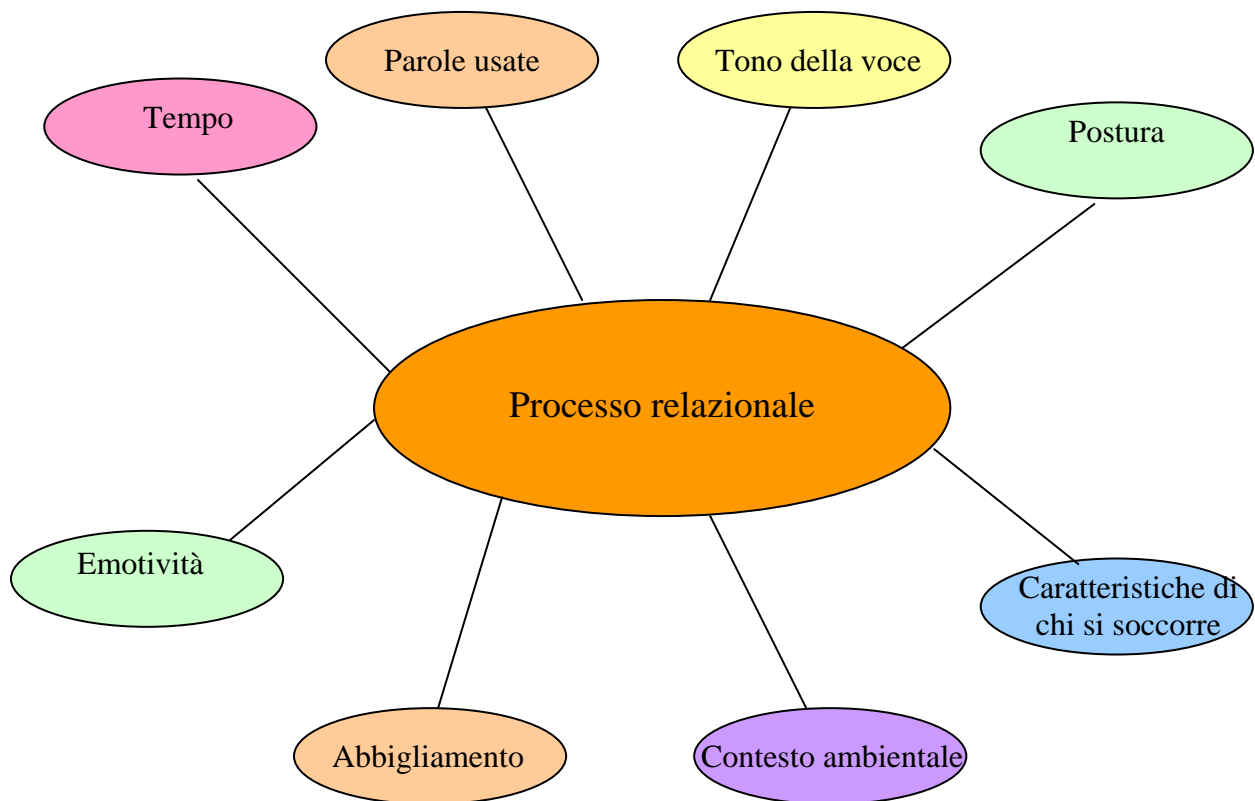 Parole usate
Tono della voce
Tempo
Postura
Processo relazionale
Emotività
Caratteristiche di
chi si soccorre
Abbigliamento
Contesto ambientale